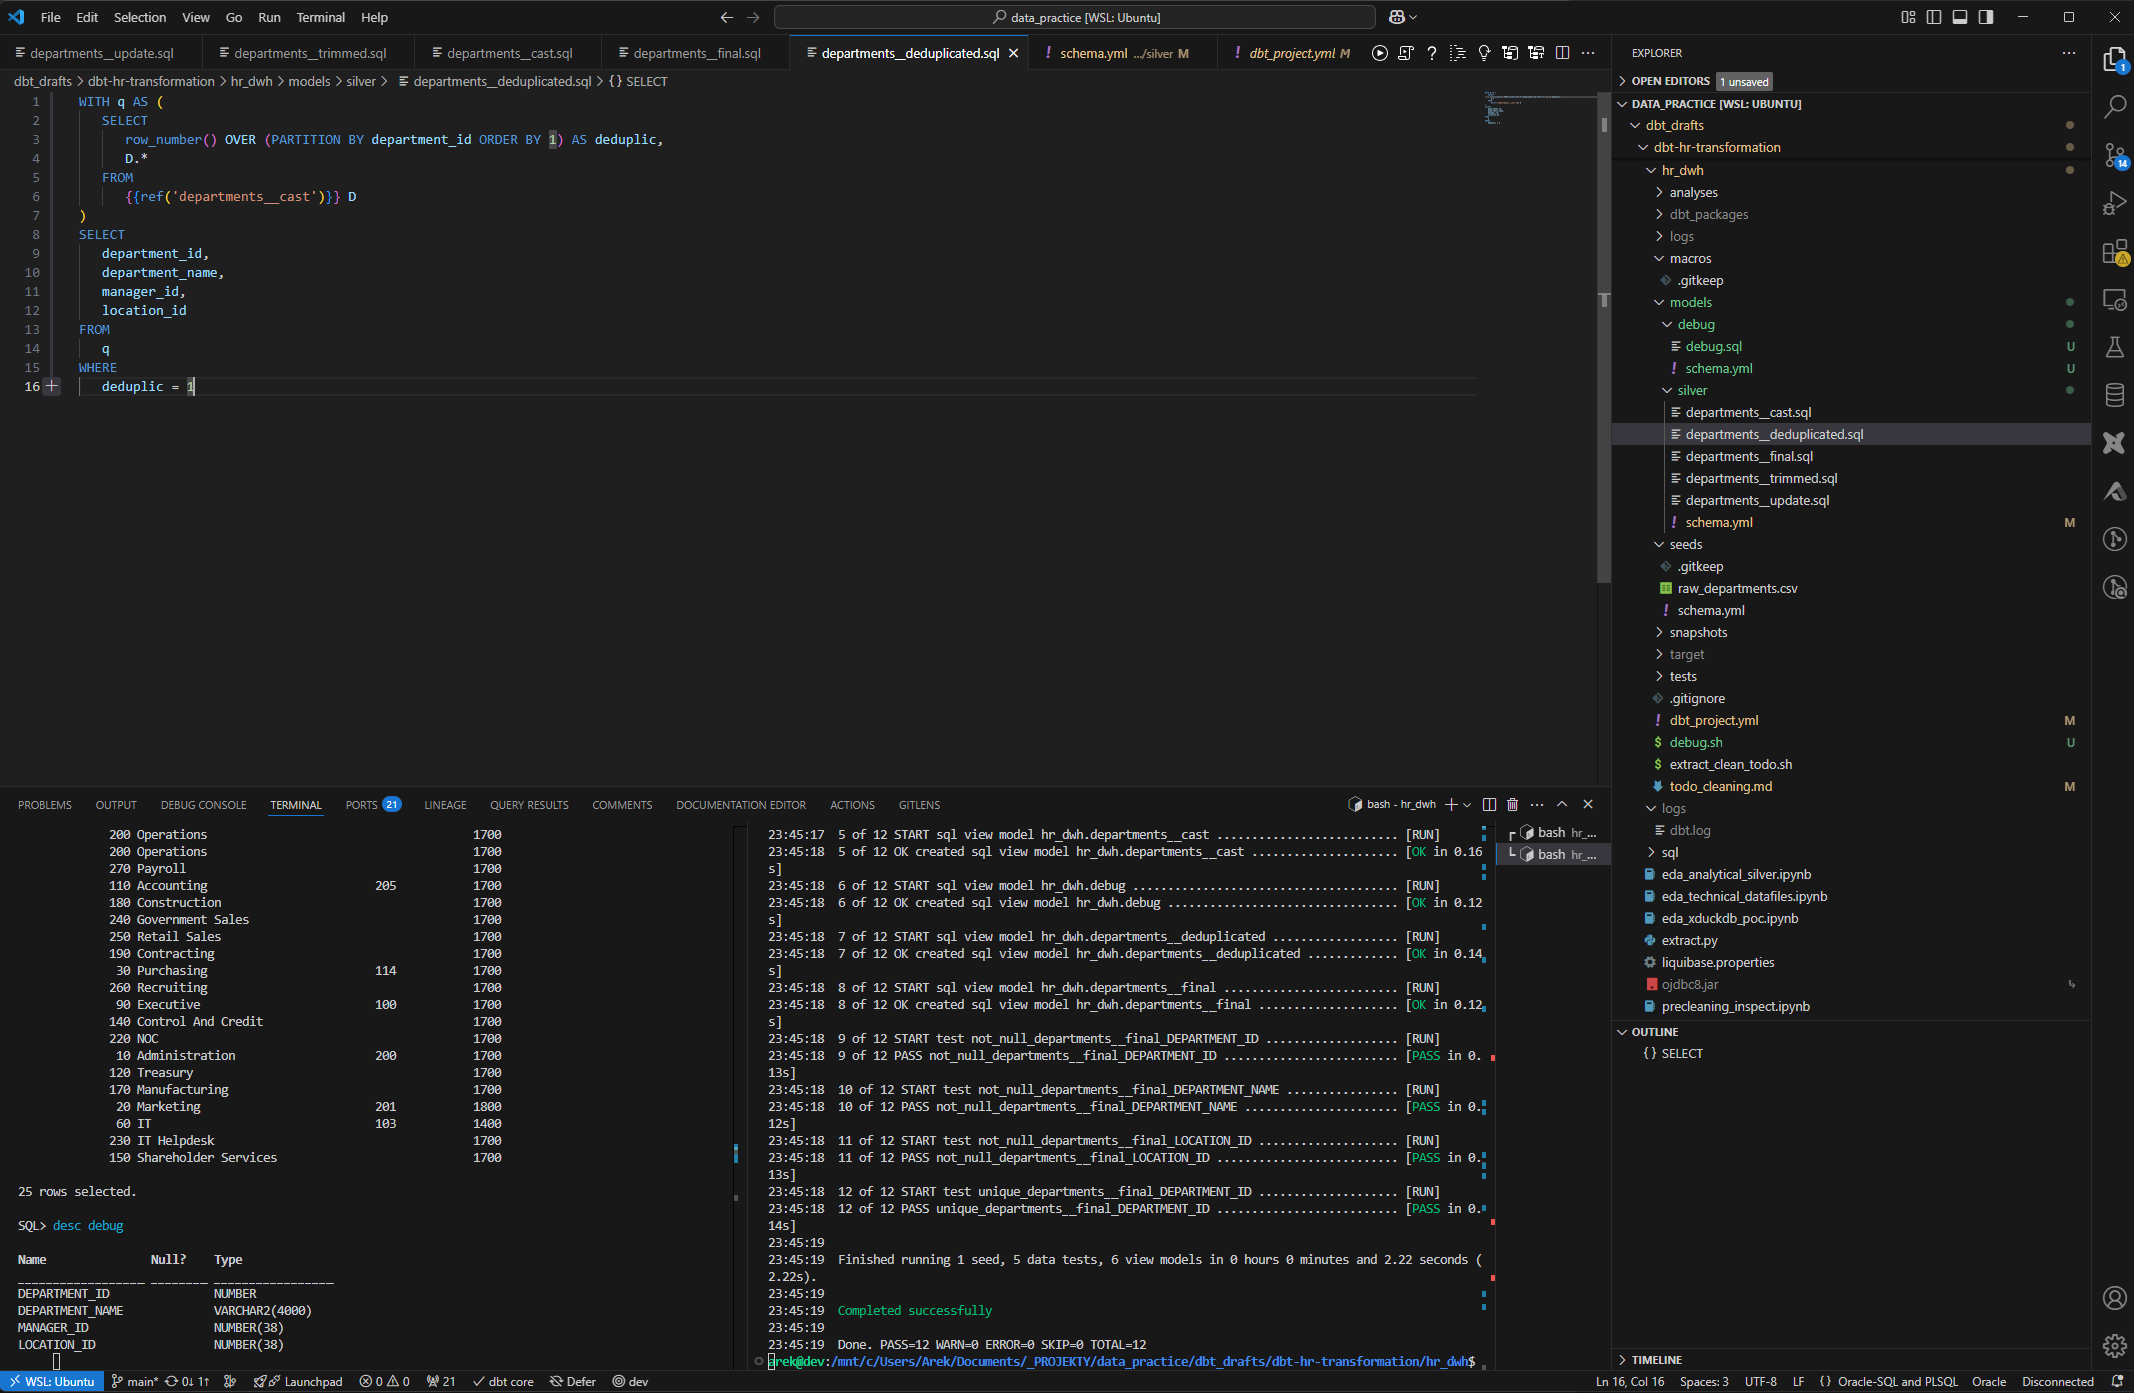 File Edit Selection View Go Run Terminal Help
data_practice [WSL: Ubuntu]
departments__update.sql departments__trimmed.sql departments__cast.sql departments__final.sql departments__deduplicated.sql schema.yml .../silver M dbt_project.yml M
dbt_drafts > dbt-hr-transformation > hr_dwh > models > silver > departments__deduplicated.sql > {} SELECT
1 WITH q AS (
2 SELECT
3 row_number() OVER (PARTITION BY department_id ORDER BY 1) AS deduplic,
4 D.*
5 FROM
6 {{ref('departments__cast')}} D
7 )
8 SELECT
9 department_id,
10 department_name,
11 manager_id,
12 location_id
13 FROM
14 q
15 WHERE
16 deduplic = 1
PROBLEMS OUTPUT DEBUG CONSOLE TERMINAL PORTS 21 LINEAGE QUERY RESULTS COMMENTS DOCUMENTATION EDITOR ACTIONS GITLENS
bash - hr_dwh
200 Operations 1700
200 Operations 1700
270 Payroll 1700
110 Accounting 205 1700
180 Construction 1700
240 Government Sales 1700
250 Retail Sales 1700
190 Contracting 1700
30 Purchasing 114 1700
260 Recruiting 1700
90 Executive 100 1700
140 Control And Credit 1700
220 NOC 1700
10 Administration 200 1700
120 Treasury 1700
170 Manufacturing 1700
20 Marketing 201 1800
60 IT 103 1400
230 IT Helpdesk 1700
150 Shareholder Services 1700
25 rows selected.
SQL> desc debug
Name Null? Type
__________________ ________ _________________
DEPARTMENT_ID NUMBER
DEPARTMENT_NAME VARCHAR2(4000)
MANAGER_ID NUMBER(38)
LOCATION_ID NUMBER(38)
23:45:17 5 of 12 START sql view model hr_dwh.departments__cast .......................... [RUN]
23:45:18 5 of 12 OK created sql view model hr_dwh.departments__cast ..................... [OK in 0.16
s]
23:45:18 6 of 12 START sql view model hr_dwh.debug ...................................... [RUN]
23:45:18 6 of 12 OK created sql view model hr_dwh.debug ................................. [OK in 0.12
s]
23:45:18 7 of 12 START sql view model hr_dwh.departments__deduplicated .................. [RUN]
23:45:18 7 of 12 OK created sql view model hr_dwh.departments__deduplicated ............. [OK in 0.14
s]
23:45:18 8 of 12 START sql view model hr_dwh.departments__final ......................... [RUN]
23:45:18 8 of 12 OK created sql view model hr_dwh.departments__final .................... [OK in 0.12
s]
23:45:18 9 of 12 START test not_null_departments__final_DEPARTMENT_ID ................... [RUN]
23:45:18 9 of 12 PASS not_null_departments__final_DEPARTMENT_ID ......................... [PASS in 0.
13s]
23:45:18 10 of 12 START test not_null_departments__final_DEPARTMENT_NAME ................ [RUN]
23:45:18 10 of 12 PASS not_null_departments__final_DEPARTMENT_NAME ...................... [PASS in 0.
12s]
23:45:18 11 of 12 START test not_null_departments__final_LOCATION_ID .................... [RUN]
23:45:18 11 of 12 PASS not_null_departments__final_LOCATION_ID .......................... [PASS in 0.
13s]
23:45:18 12 of 12 START test unique_departments__final_DEPARTMENT_ID .................... [RUN]
23:45:18 12 of 12 PASS unique_departments__final_DEPARTMENT_ID .......................... [PASS in 0.
14s]
23:45:19
23:45:19 Finished running 1 seed, 5 data tests, 6 view models in 0 hours 0 minutes and 2.22 seconds (
2.22s).
23:45:19
23:45:19 Completed successfully
23:45:19
23:45:19 Done. PASS=12 WARN=0 ERROR=0 SKIP=0 TOTAL=12
arek@dev:/mnt/c/Users/Arek/Documents/_PROJEKTY/data_practice/dbt_drafts/dbt-hr-transformation/hr_dwh$
bash hr_...
bash hr_...
EXPLORER
OPEN EDITORS 1 unsaved
DATA_PRACTICE [WSL: UBUNTU]
dbt_drafts
dbt-hr-transformation
hr_dwh
analyses
dbt_packages
logs
macros
.gitkeep
models
debug
debug.sql U
schema.yml U
silver
departments__cast.sql
departments__deduplicated.sql
departments__final.sql
departments__trimmed.sql
departments__update.sql
schema.yml M
seeds
.gitkeep
raw_departments.csv
schema.yml
snapshots
target
tests
.gitignore
dbt_project.yml M
debug.sh U
extract_clean_todo.sh
todo_cleaning.md M
logs
dbt.log
sql
eda_analytical_silver.ipynb
eda_technical_datafiles.ipynb
eda_xduckdb_poc.ipynb
extract.py
liquibase.properties
ojdbc8.jar
precleaning_inspect.ipynb
OUTLINE
{} SELECT
TIMELINE
1
14
WSL: Ubuntu main* 0↓ 1↑ Launchpad 0 0 21 dbt core Defer dev Ln 16, Col 16 Spaces: 3 UTF-8 LF {} Oracle-SQL and PLSQL Oracle Disconnected